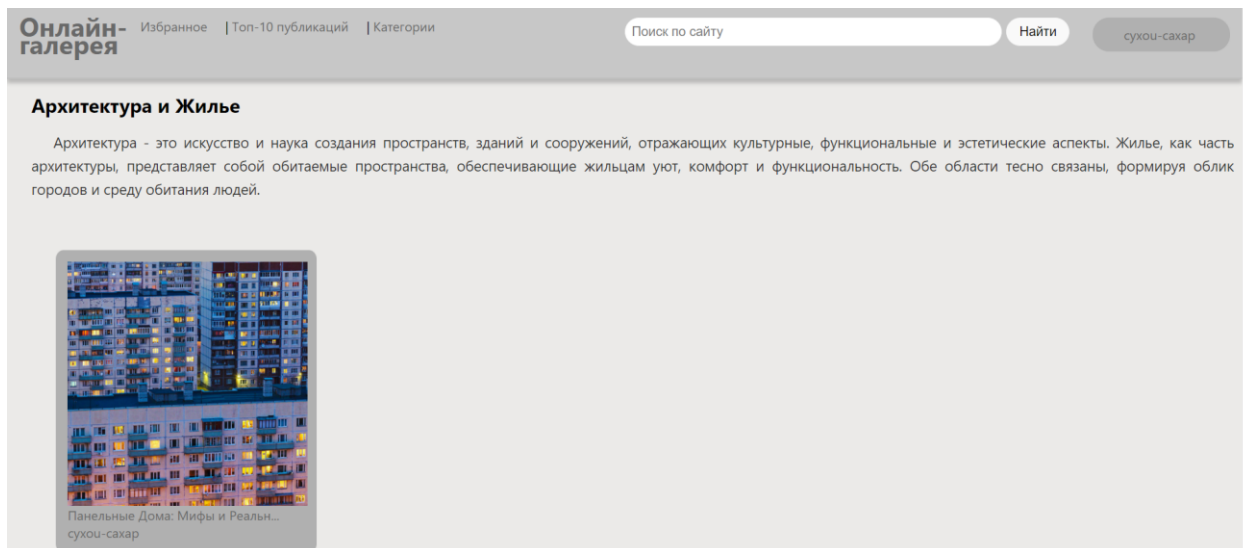 Онлайн-
галерея
Избранное | Топ-10 публикаций | Категории
Поиск по сайту
Найти
сухои-сахар
Архитектура и Жилье
Архитектура - это искусство и наука создания пространств, зданий и сооружений, отражающих культурные, функциональные и эстетические аспекты. Жилье, как часть
архитектуры, представляет собой обитаемые пространства, обеспечивающие жильцам уют, комфорт и функциональность. Обе области тесно связаны, формируя облик
городов и среду обитания людей.
Панельные Дома: Мифы и Реальн...
сухои-сахар